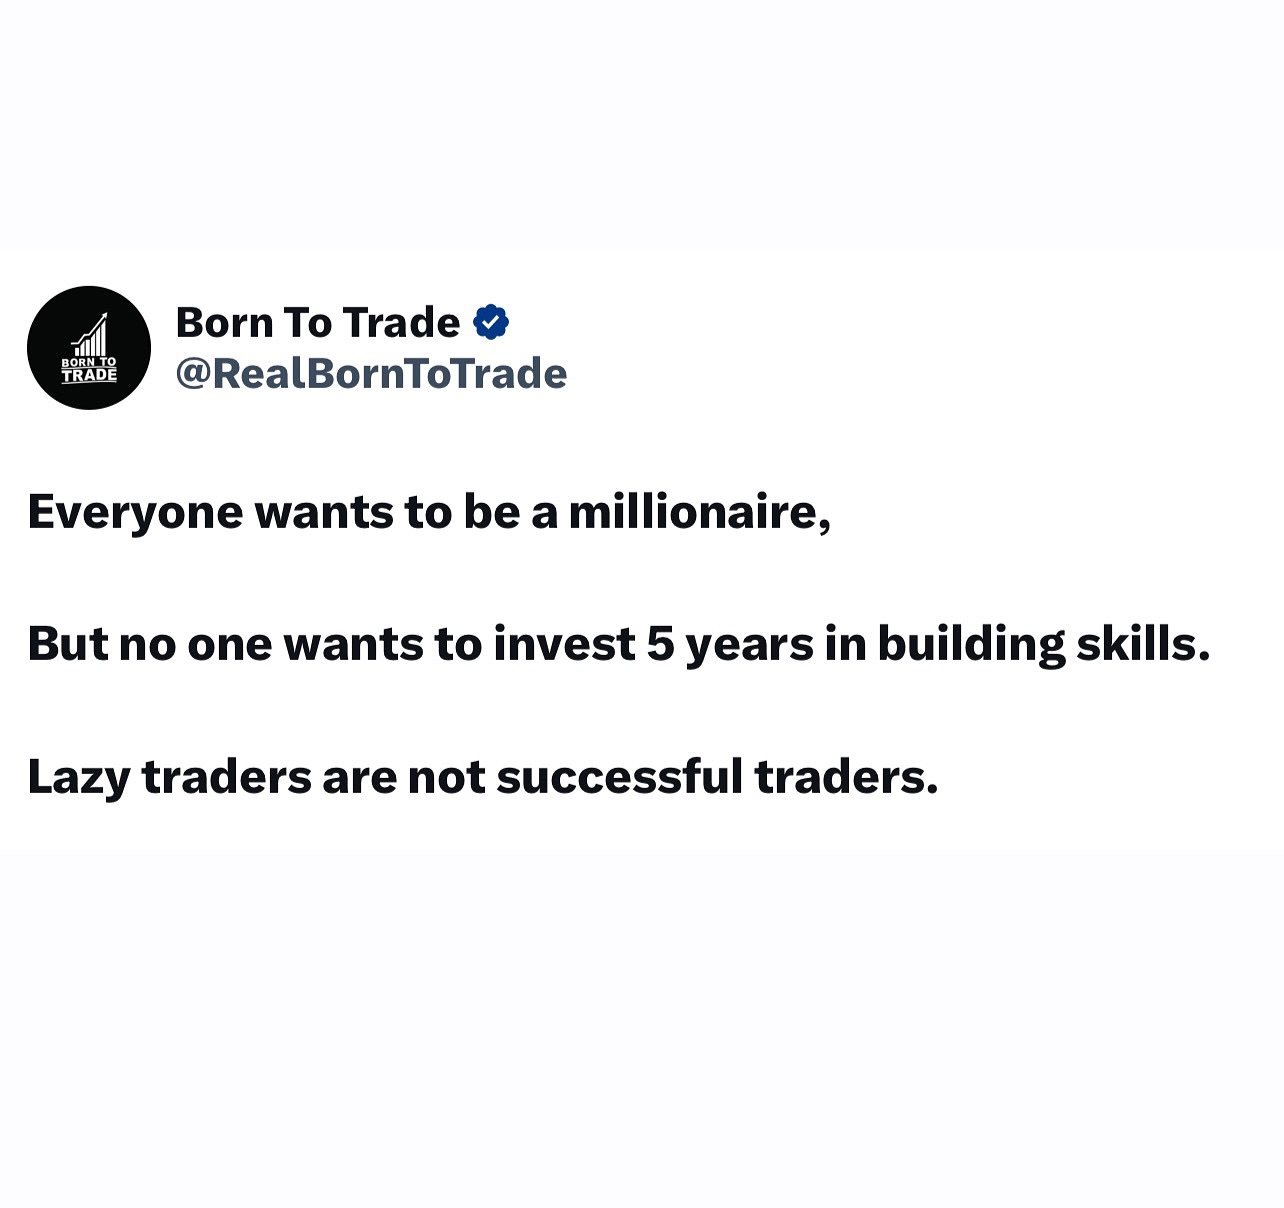 BORN TO
TRADE
Born To Trade
@RealBornToTrade
Everyone wants to be a millionaire,
But no one wants to invest 5 years in building skills.
Lazy traders are not successful traders.